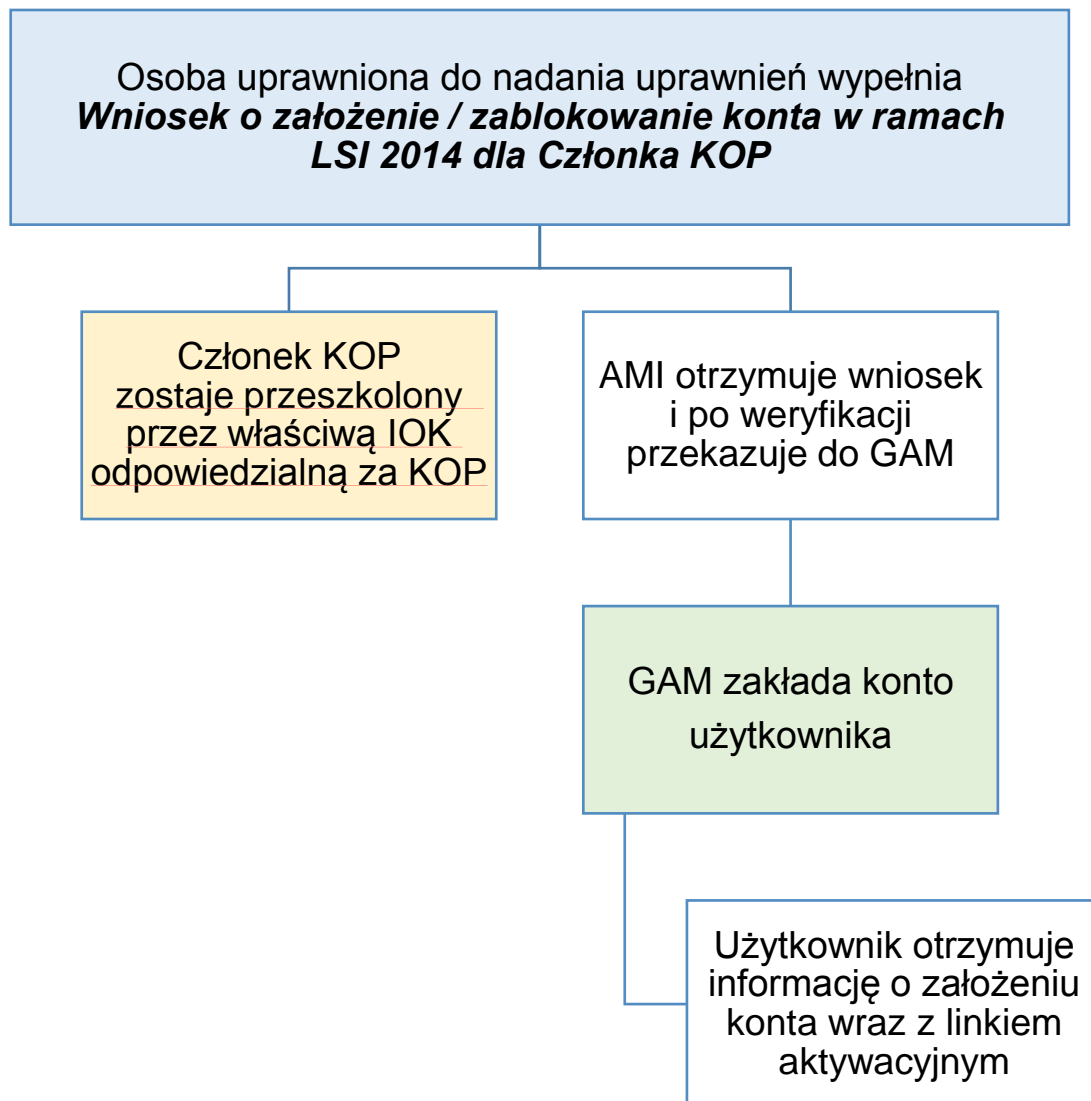 Osoba uprawniona do nadania uprawnień wypełnia
Wniosek o założenie / zablokowanie konta w ramach
LSI 2014 dla Członka KOP
Członek KOP
zostaje przeszkolony
przez właściwą IOK
odpowiedzialną za KOP
AMI otrzymuje wniosek
i po weryfikacji
przekazuje do GAM
GAM zakłada konto
użytkownika
Użytkownik otrzymuje
informację o założeniu
konta wraz z linkiem
aktywacyjnym